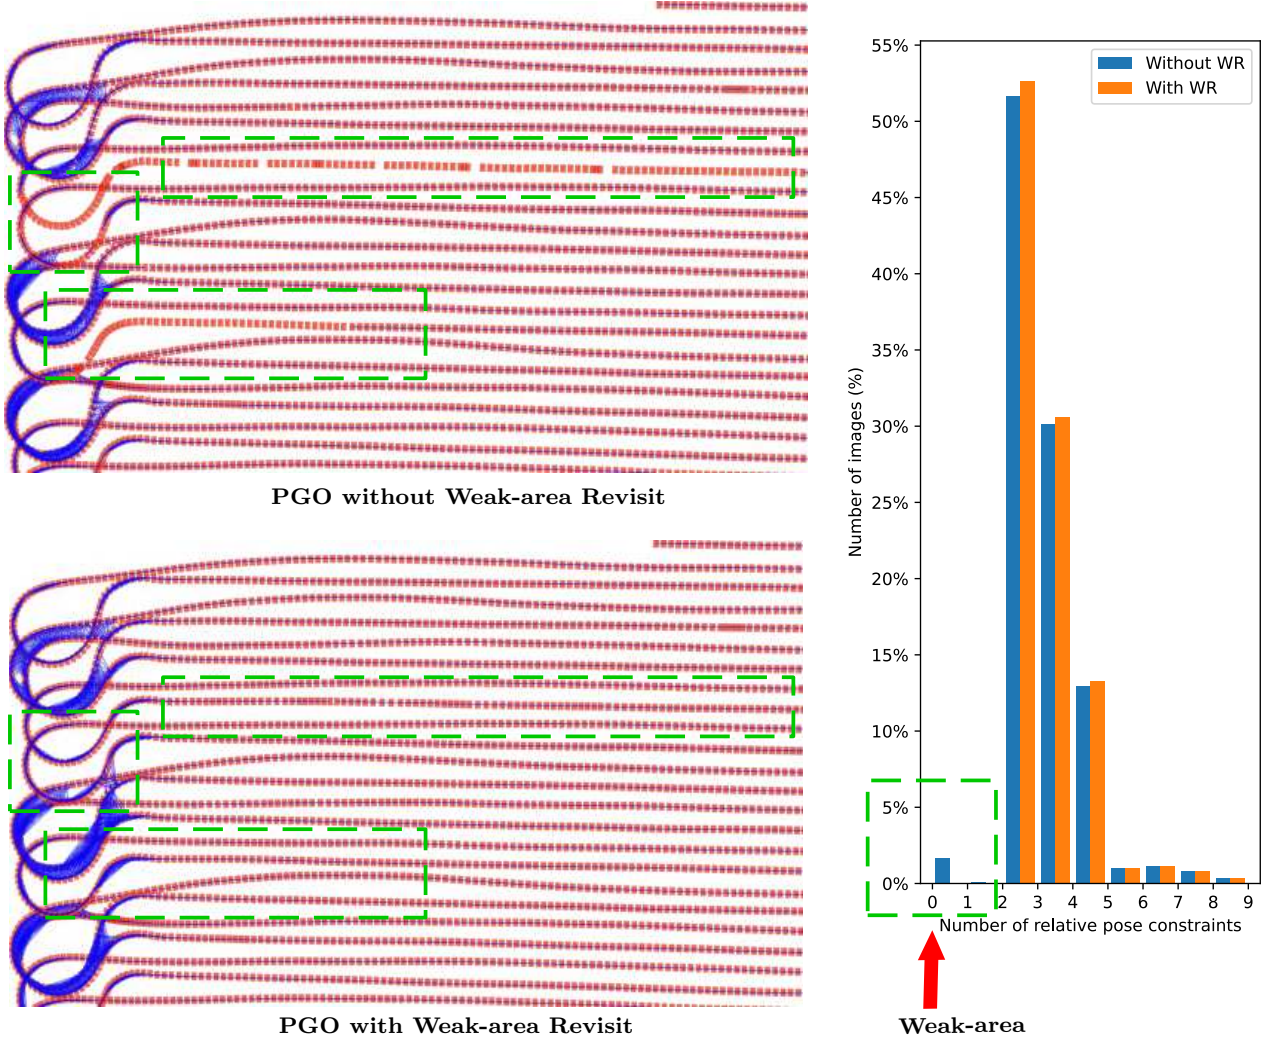 PGO without Weak-area Revisit
PGO with Weak-area Revisit
Without WR
With WR
55%
50%
45%
40%
35%
30%
25%
20%
15%
10%
5%
0%
Number of images (%)
0 1 2 3 4 5 6 7 8 9
Number of relative pose constraints
Weak-area